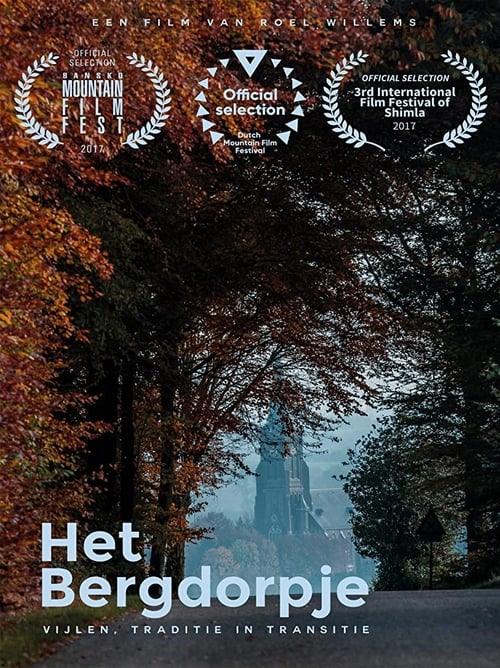 EEN FILM VAN ROEL WILLEMS
OFFICIAL
SELECTION
BANSKO
MOUNTAIN
FILM
FEST
2017
Official
selection
Dutch
Mountain Film
Festival
OFFICIAL SELECTION
3rd International
Film Festival of
Shimla
2017
Het
Bergdorpje
VIJLEN, TRADITIE IN TRANSITIE